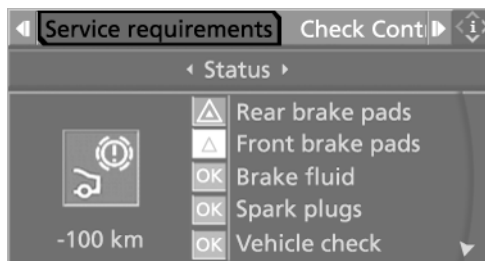 Service requirements Check Cont i
Status
Rear brake pads
Front brake pads
OK Brake fluid
OK Spark plugs
-100 km OK Vehicle check